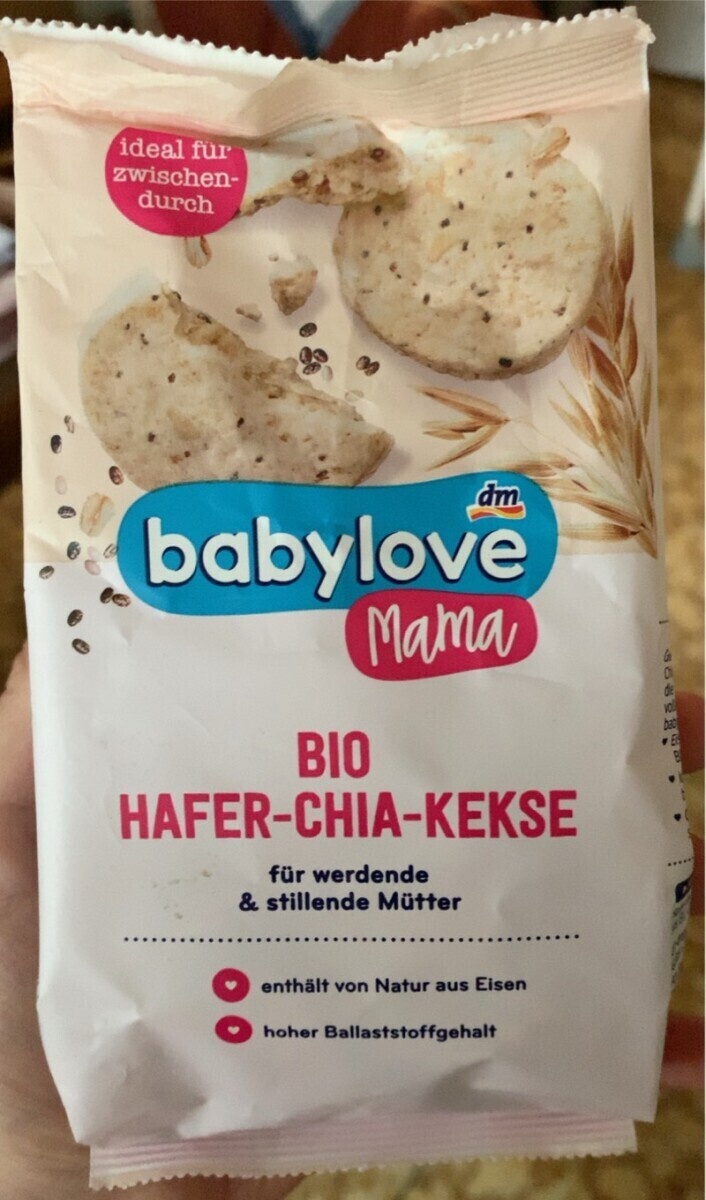 ideal für
zwischen-
durch
dm
babylove
Mama
BIO
HAFER-CHIA-KEKSE
für werdende
& stillende Mütter
enthält von Natur aus Eisen
hoher Ballaststoffgehalt